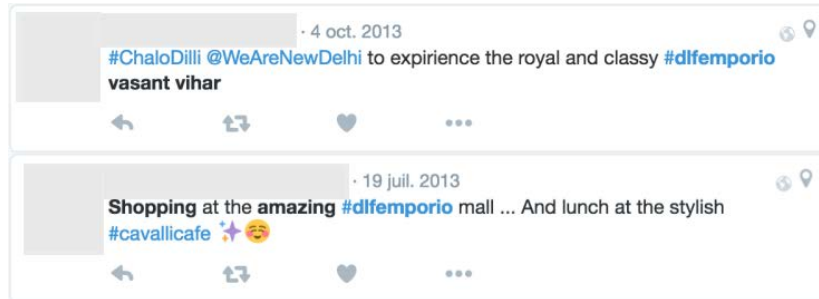 · 4 oct. 2013
#ChaloDilli @WeAreNewDelhi to expirience the royal and classy #dlfemporio
vasant vihar
· 19 juil. 2013
Shopping at the amazing #dlfemporio mall ... And lunch at the stylish
#cavallicafe ✨☺️